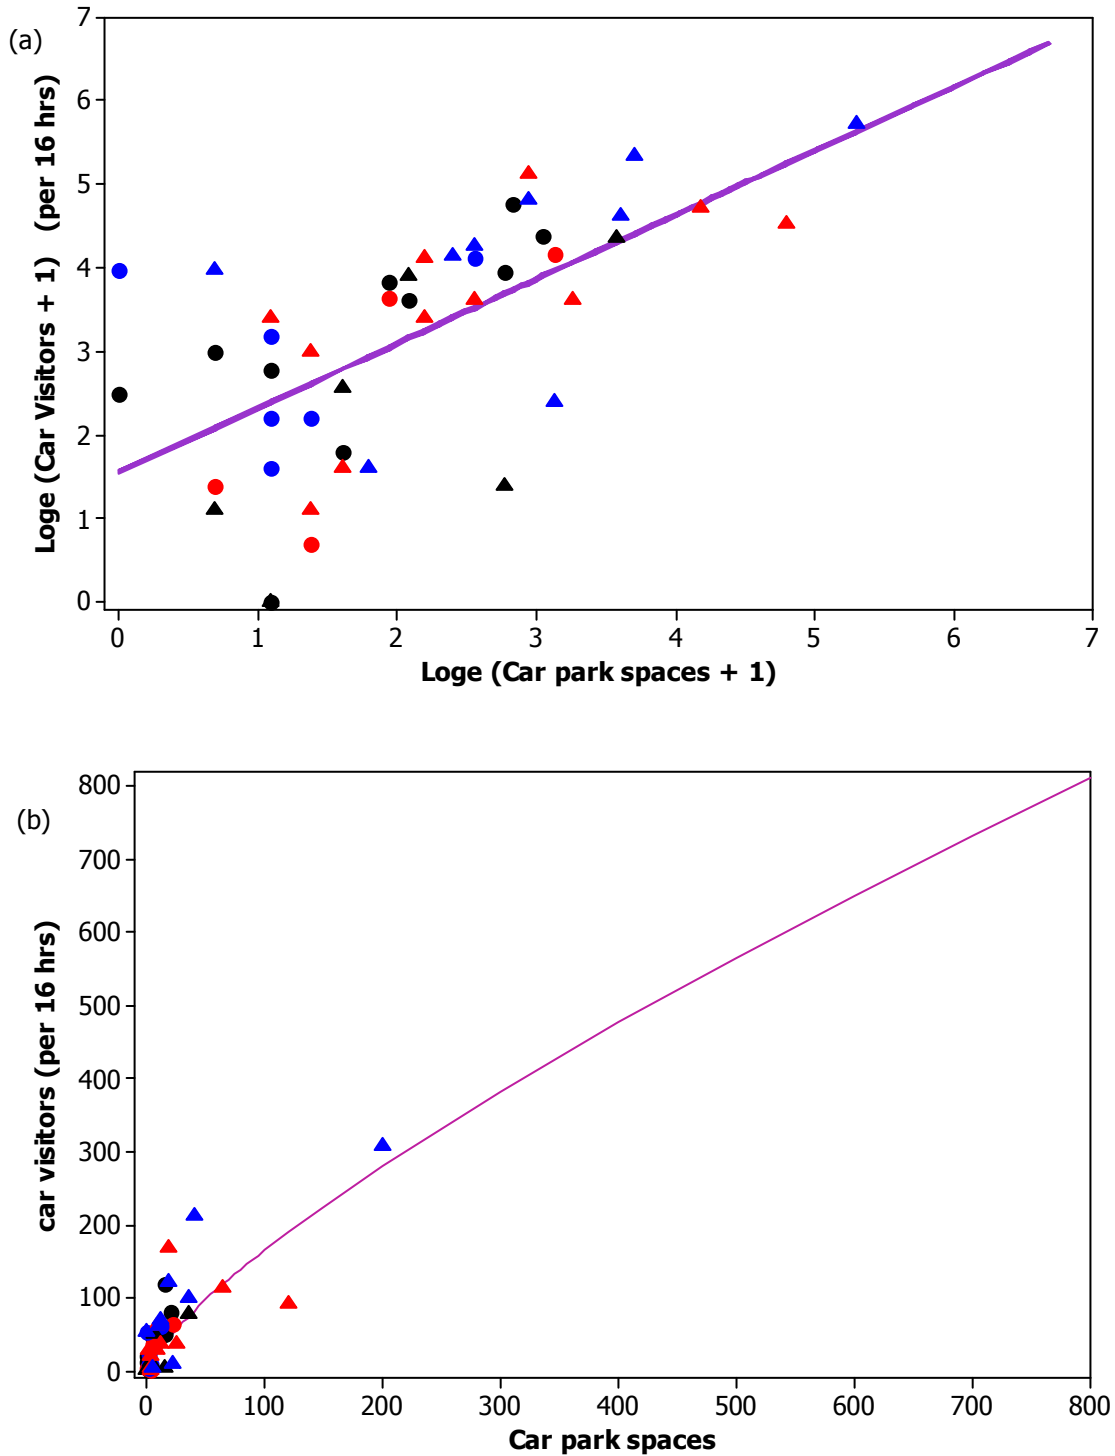 (a)
Loge (Car Visitors + 1) (per 16 hrs)
7
6
5
4
3
2
1
0
0 1 2 3 4 5 6 7
Loge (Car park spaces + 1)
(b)
car visitors (per 16 hrs)
800
700
600
500
400
300
200
100
0
0 100 200 300 400 500 600 700 800
Car park spaces